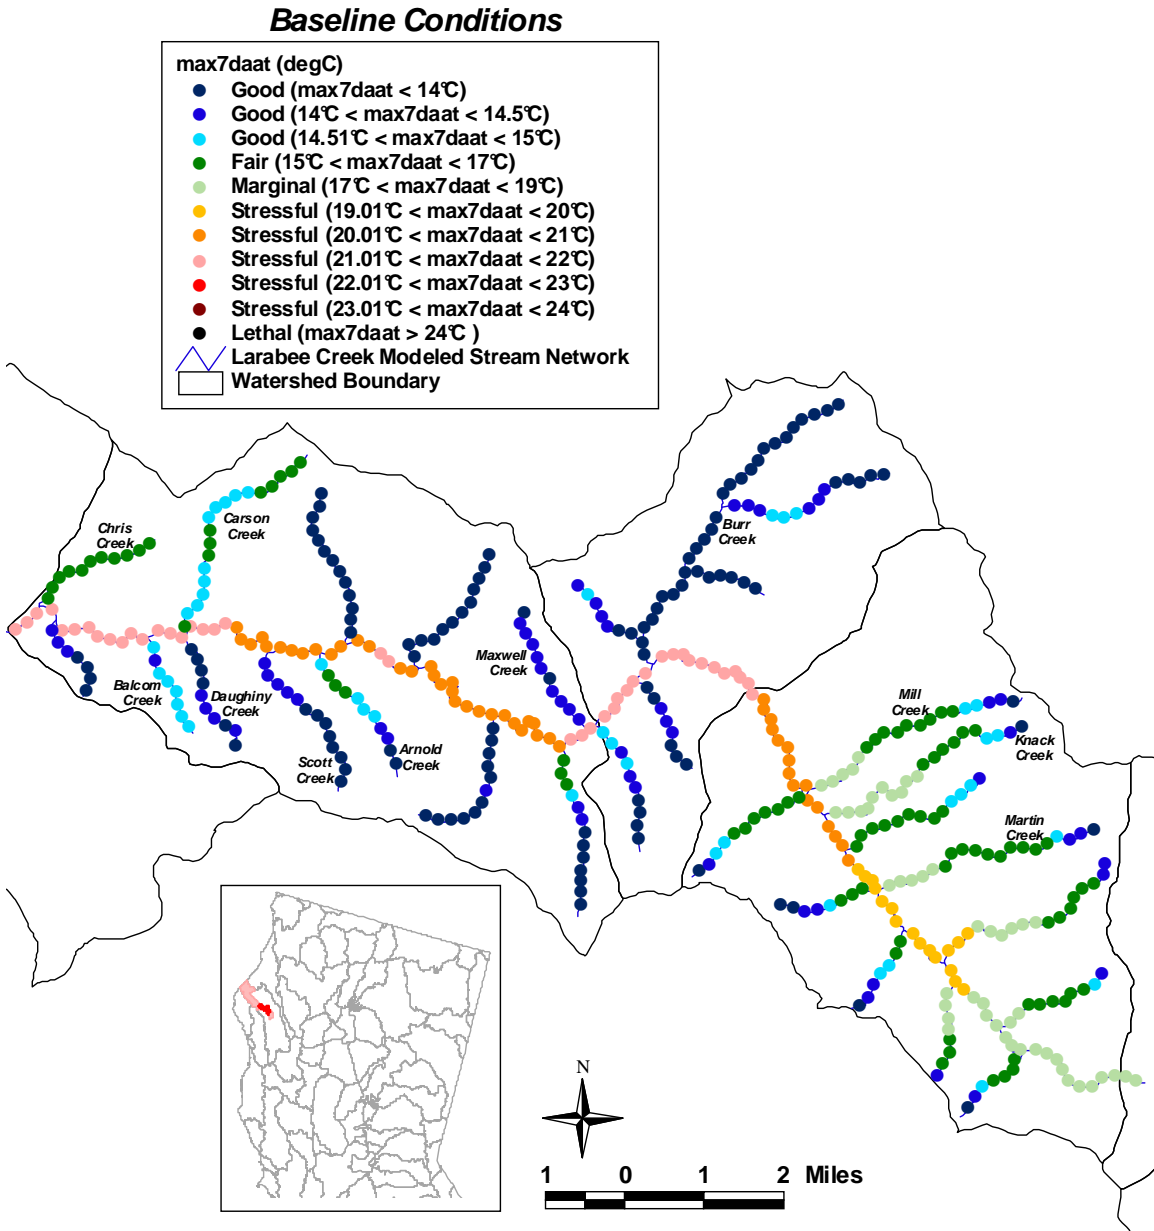 Baseline Conditions
max7daat (degC)
Good (max7daat < 14°C)
Good (14°C < max7daat < 14.5°C)
Good (14.51°C < max7daat < 15°C)
Fair (15°C < max7daat < 17°C)
Marginal (17°C < max7daat < 19°C)
Stressful (19.01°C < max7daat < 20°C)
Stressful (20.01°C < max7daat < 21°C)
Stressful (21.01°C < max7daat < 22°C)
Stressful (22.01°C < max7daat < 23°C)
Stressful (23.01°C < max7daat < 24°C)
Lethal (max7daat > 24°C )
Larabee Creek Modeled Stream Network
Watershed Boundary
Chris
Creek
Carson
Creek
Burr
Creek
Maxwell
Creek
Balcom
Creek
Daughiny
Creek
Scott
Creek
Arnold
Creek
Mill
Creek
Knack
Creek
Martin
Creek
N
1 0 1 2 Miles